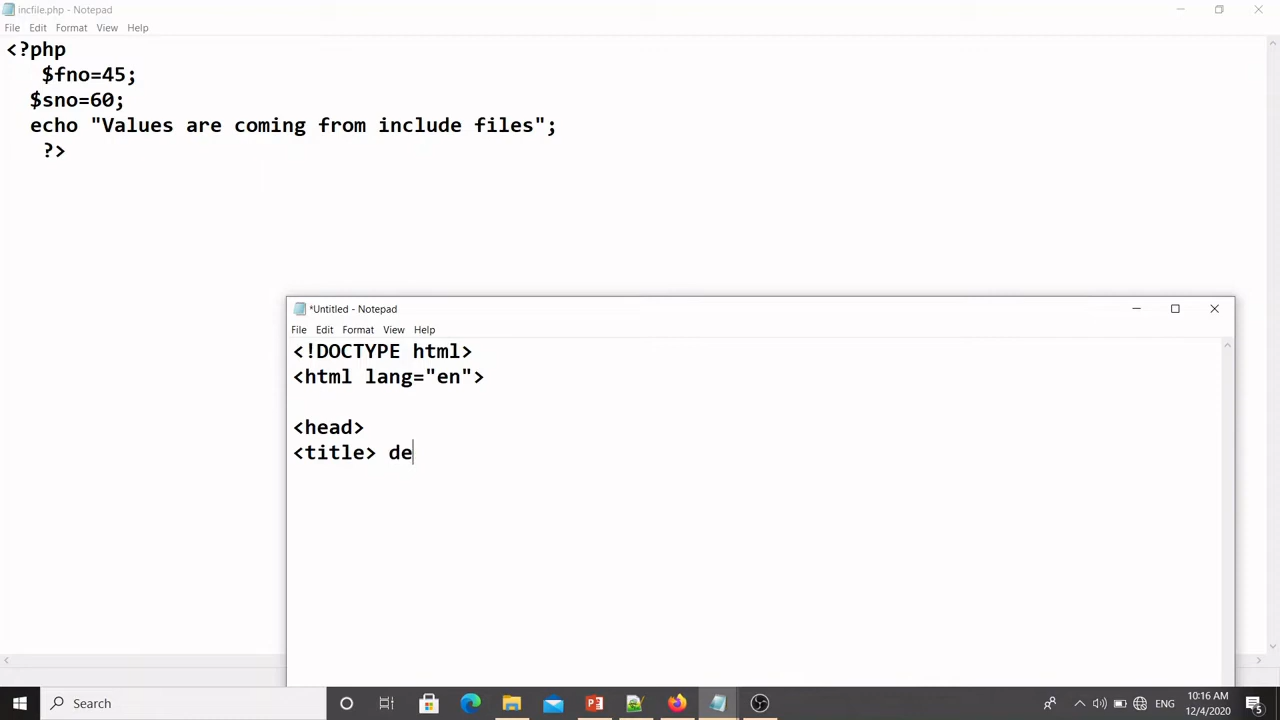 incfile.php - Notepad
File Edit Format View Help
<?php
$fno=45;
$sno=60;
echo "Values are coming from include files";
?>
*Untitled - Notepad
File Edit Format View Help
<!DOCTYPE html>
<html lang="en">
<head>
<title> de
Search
ENG
10:16 AM
12/4/2020
5